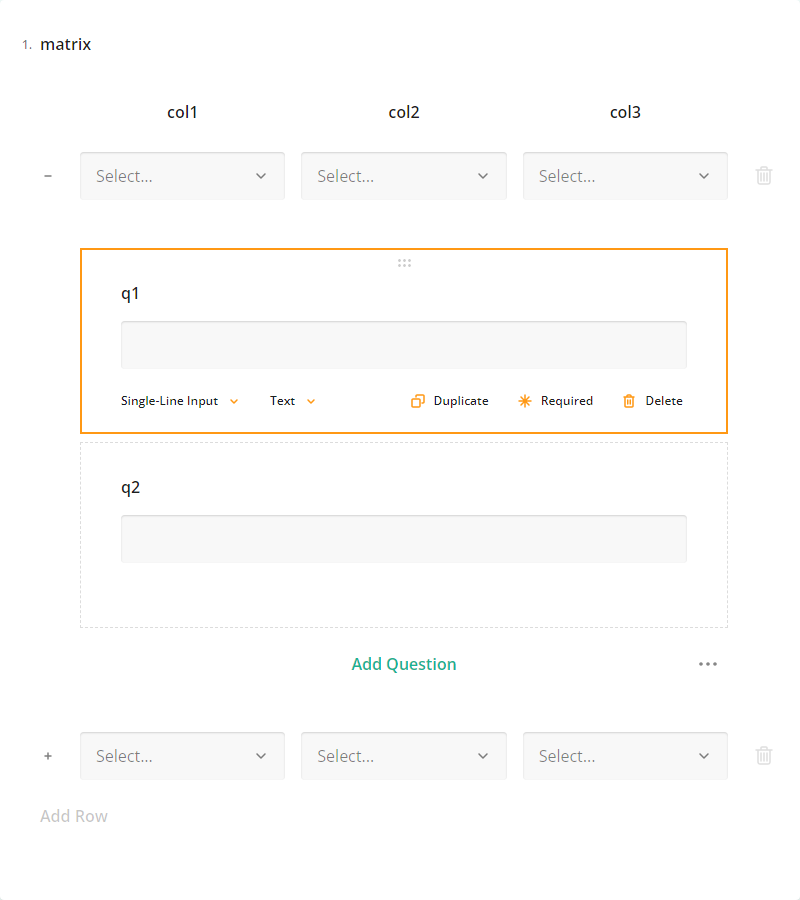 1. matrix
col1 col2 col3
Select... Select... Select...
q1
Single-Line Input Text Duplicate Required Delete
q2
Add Question
Select... Select... Select...
Add Row